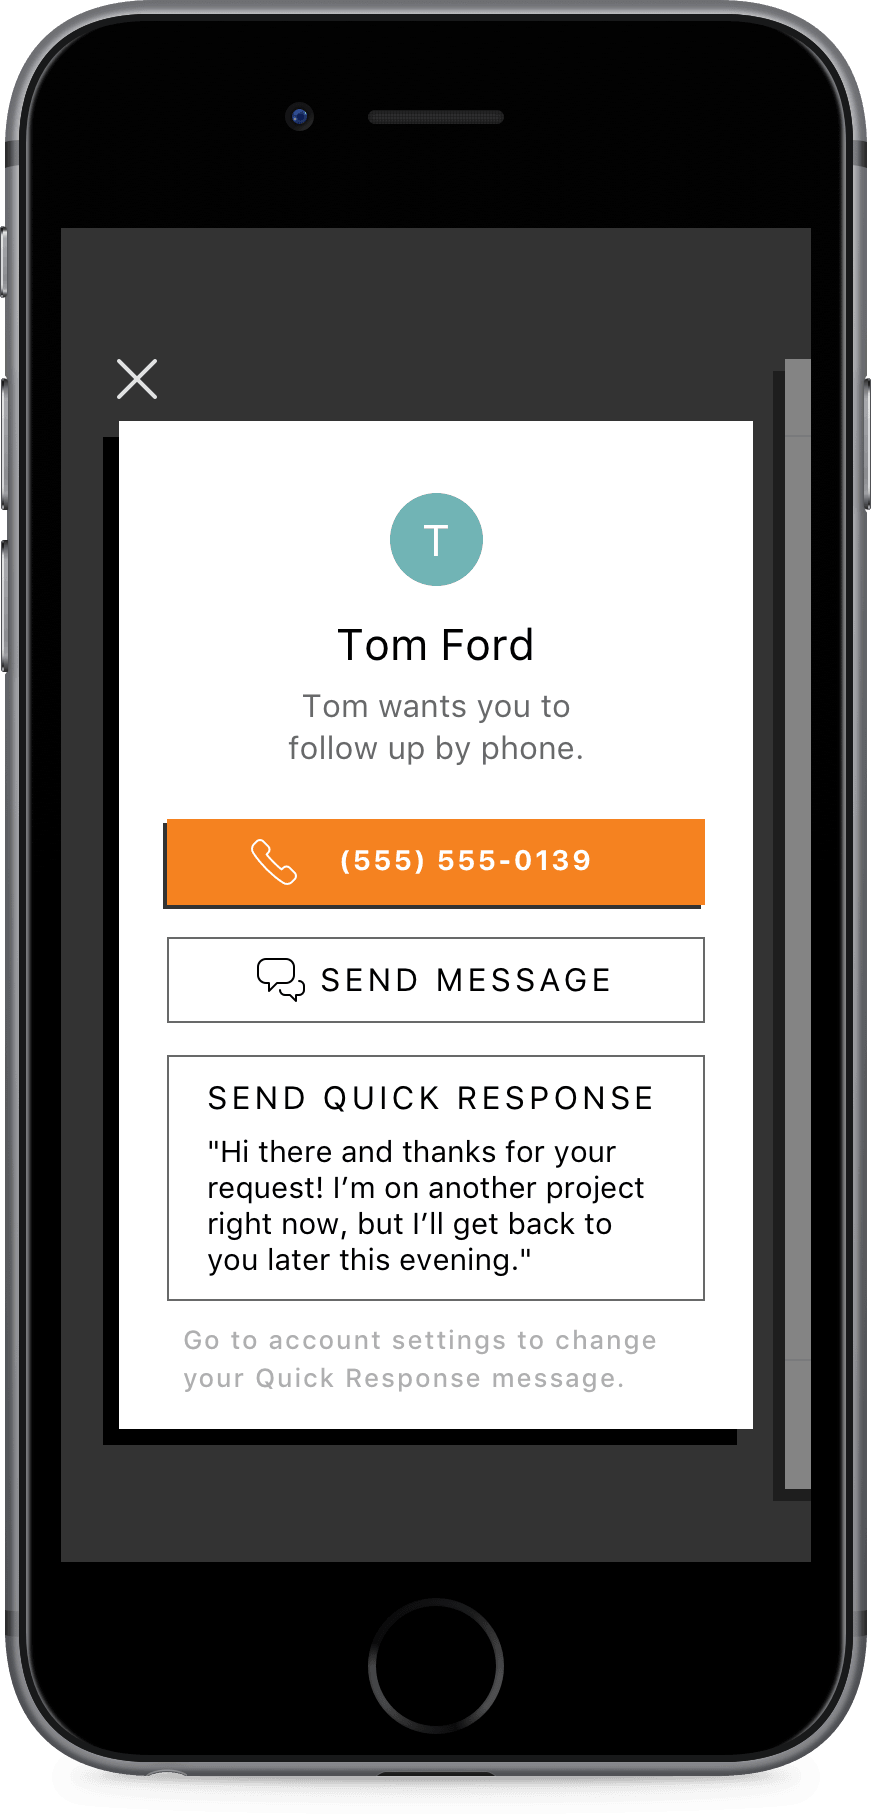 T
Tom Ford
Tom wants you to
follow up by phone.
(555) 555-0139
SEND MESSAGE
SEND QUICK RESPONSE
"Hi there and thanks for your
request! I’m on another project
right now, but I’ll get back to
you later this evening."
Go to account settings to change
your Quick Response message.